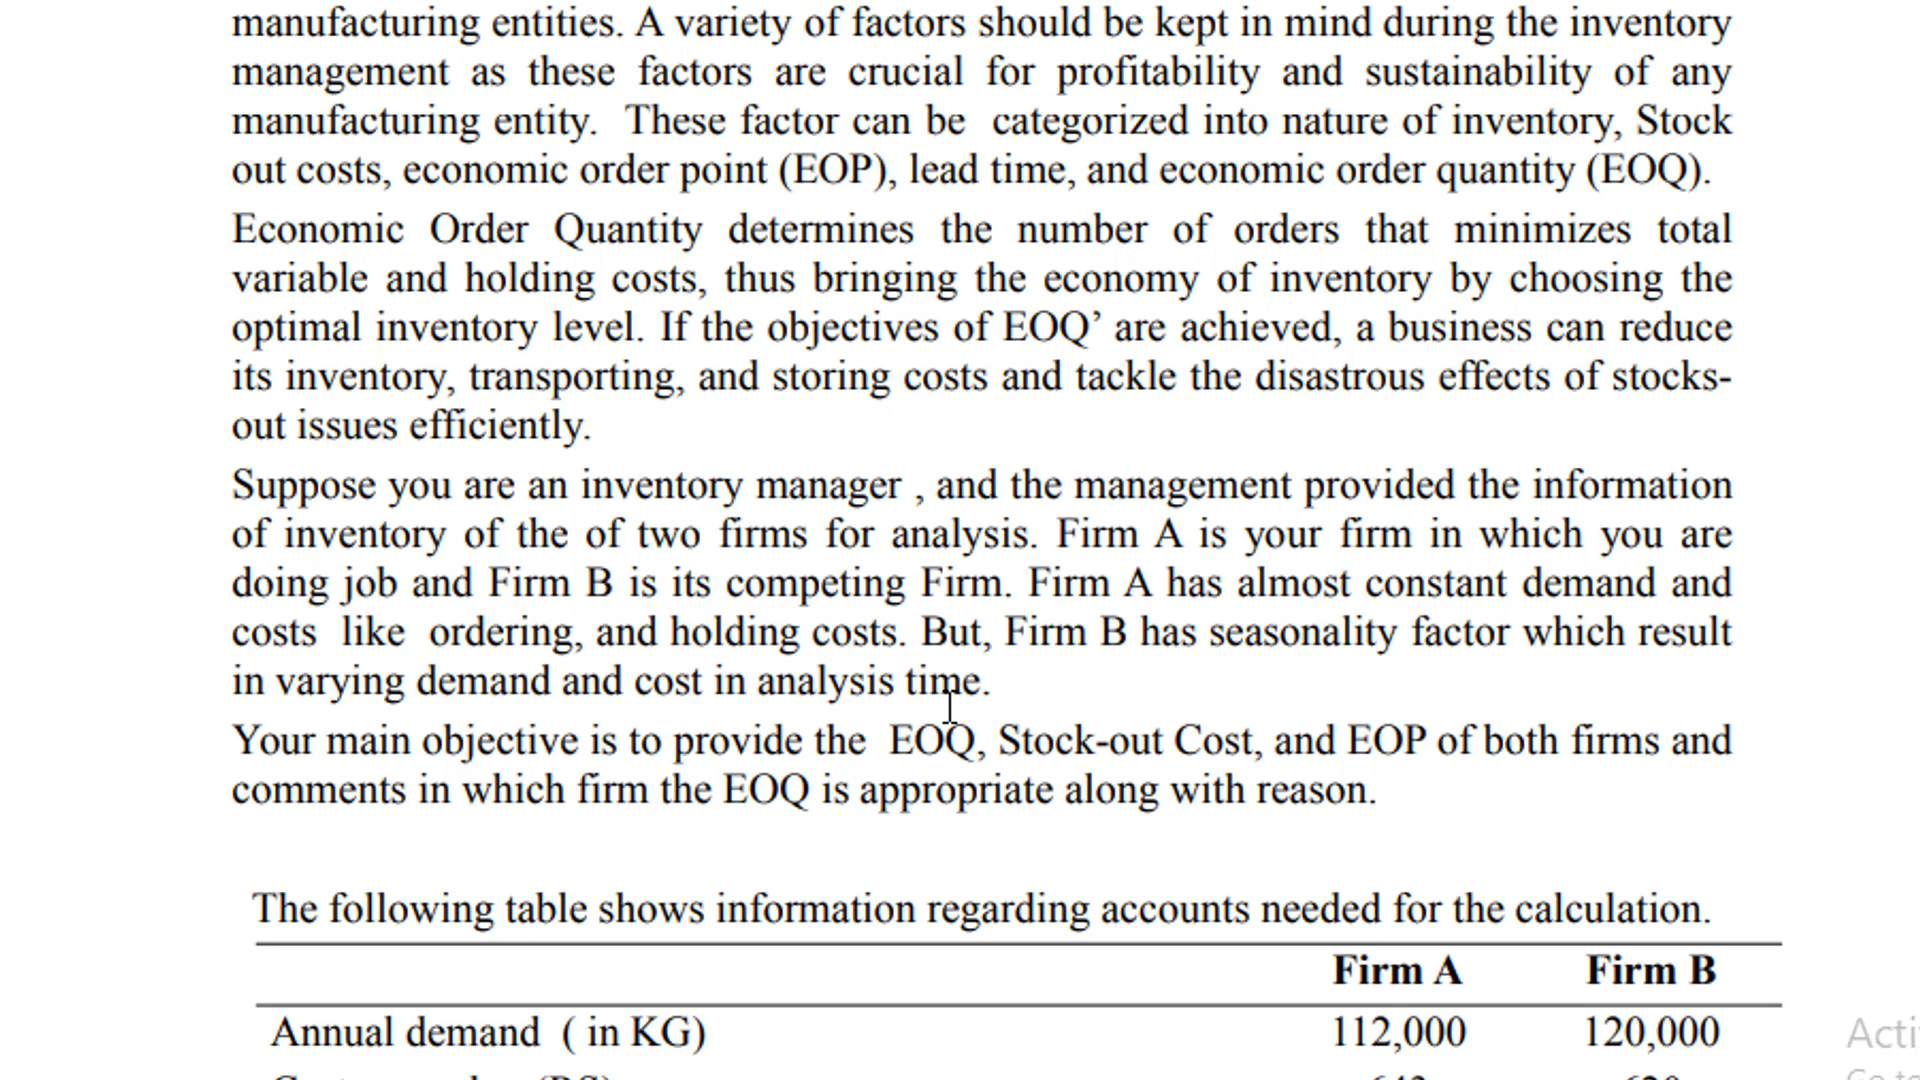 manufacturing entities. A variety of factors should be kept in mind during the inventory
management as these factors are crucial for profitability and sustainability of any
manufacturing entity. These factor can be categorized into nature of inventory, Stock
out costs, economic order point (EOP), lead time, and economic order quantity (EOQ).
Economic Order Quantity determines the number of orders that minimizes total
variable and holding costs, thus bringing the economy of inventory by choosing the
optimal inventory level. If the objectives of EOQ’ are achieved, a business can reduce
its inventory, transporting, and storing costs and tackle the disastrous effects of stocks-
out issues efficiently.
Suppose you are an inventory manager , and the management provided the information
of inventory of the of two firms for analysis. Firm A is your firm in which you are
doing job and Firm B is its competing Firm. Firm A has almost constant demand and
costs like ordering, and holding costs. But, Firm B has seasonality factor which result
in varying demand and cost in analysis time.
Your main objective is to provide the EOQ, Stock-out Cost, and EOP of both firms and
comments in which firm the EOQ is appropriate along with reason.
The following table shows information regarding accounts needed for the calculation.
Firm A Firm B
Annual demand ( in KG) 112,000 120,000
Acti